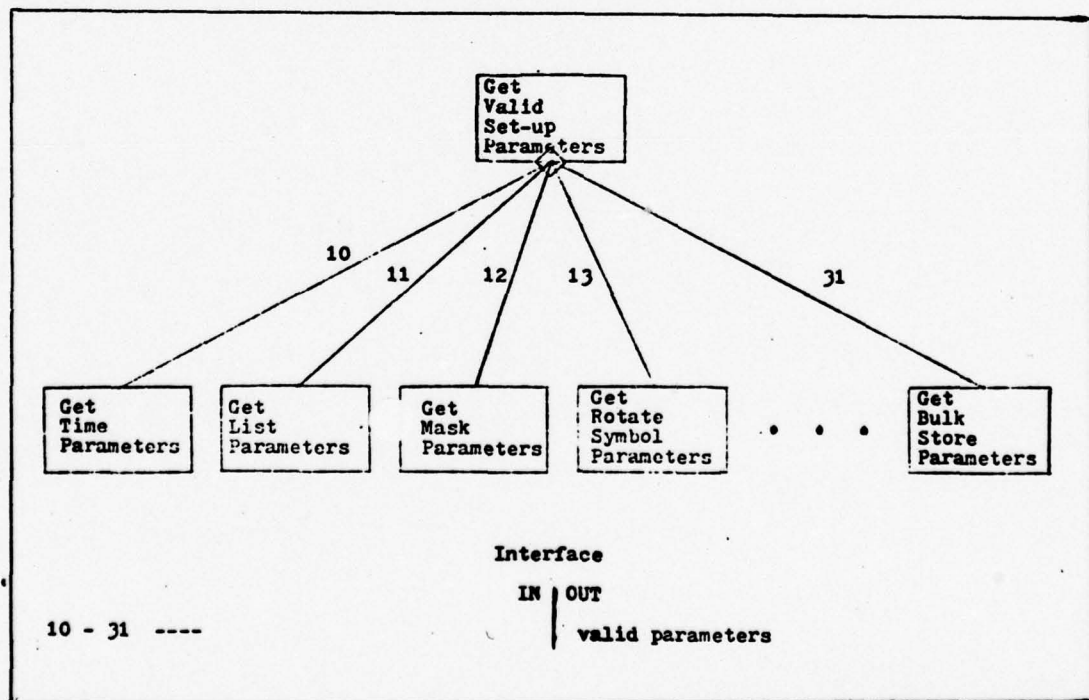 Get
Valid
Set-up
Parameters
10
11
12
13
31
Get
Time
Parameters
Get
List
Parameters
Get
Mask
Parameters
Get
Rotate
Symbol
Parameters
. . .
Get
Bulk
Store
Parameters
Interface
IN | OUT
10 - 31 ----
valid parameters